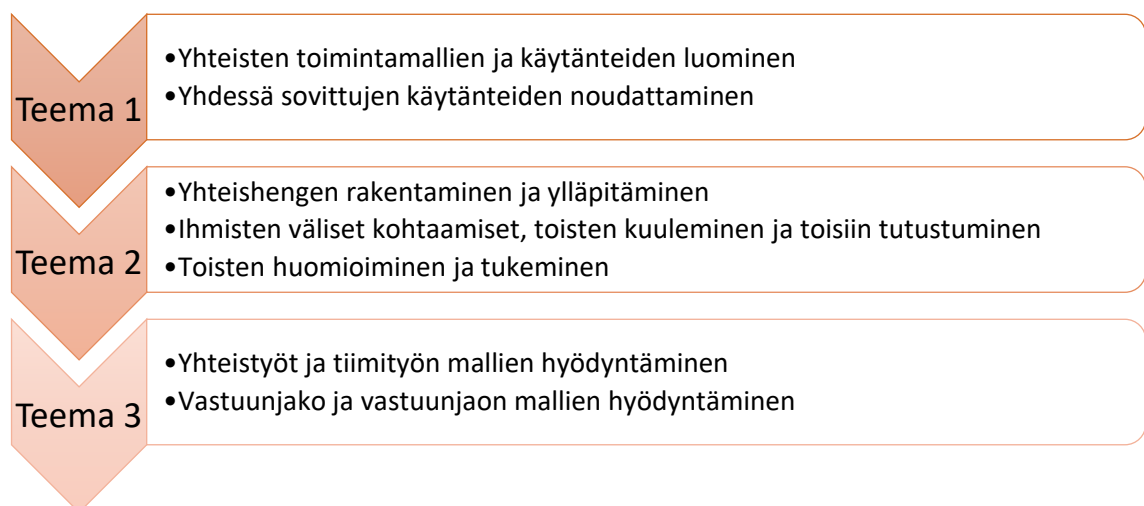 Teema 1
•Yhteisten toimintamallien ja käytänteiden luominen
•Yhdessä sovittujen käytänteiden noudattaminen
Teema 2
•Yhteishengen rakentaminen ja ylläpitäminen
•Ihmisten väliset kohtaamiset, toisten kuuleminen ja toisiin tutustuminen
•Toisten huomioiminen ja tukeminen
Teema 3
•Yhteistyöt ja tiimityön mallien hyödyntäminen
•Vastuunjako ja vastuunjaon mallien hyödyntäminen